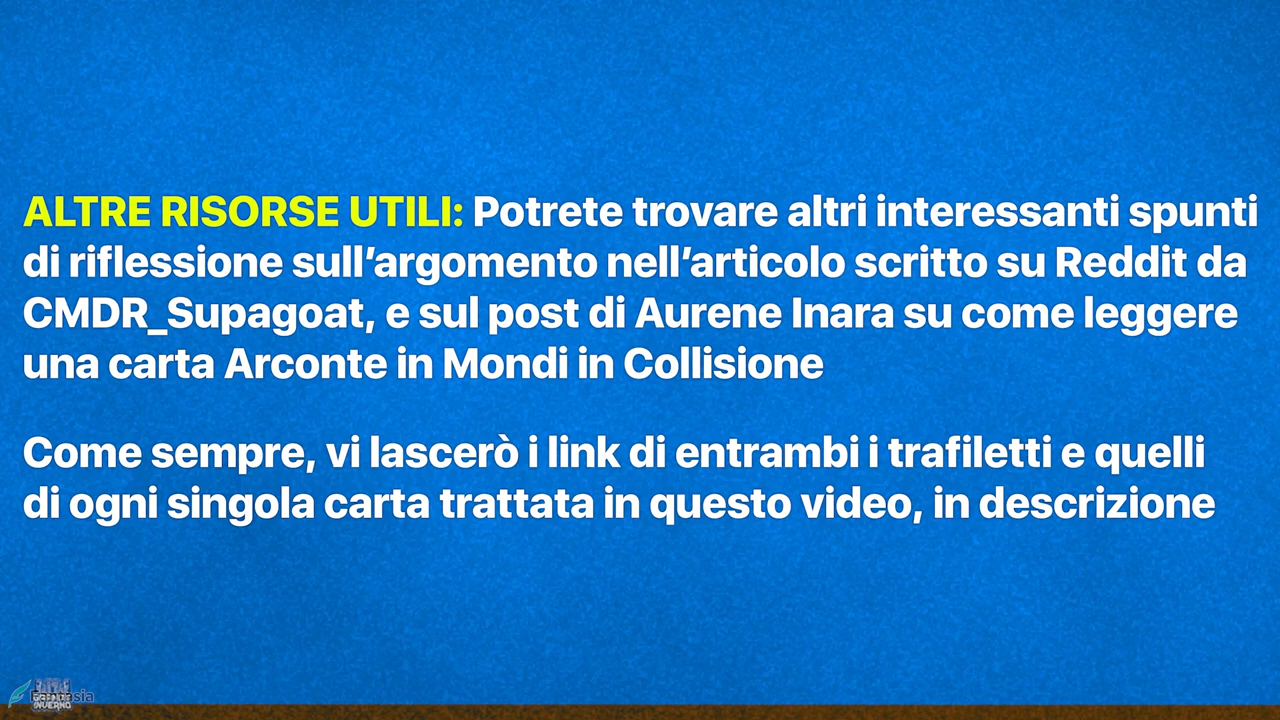 ALTRE RISORSE UTILI: Potrete trovare altri interessanti spunti
di riflessione sull’argomento nell’articolo scritto su Reddit da
CMDR_Supagoat, e sul post di Aurene Inara su come leggere
una carta Arconte in Mondi in Collisione
Come sempre, vi lascerò i link di entrambi i trafiletti e quelli
di ogni singola carta trattata in questo video, in descrizione